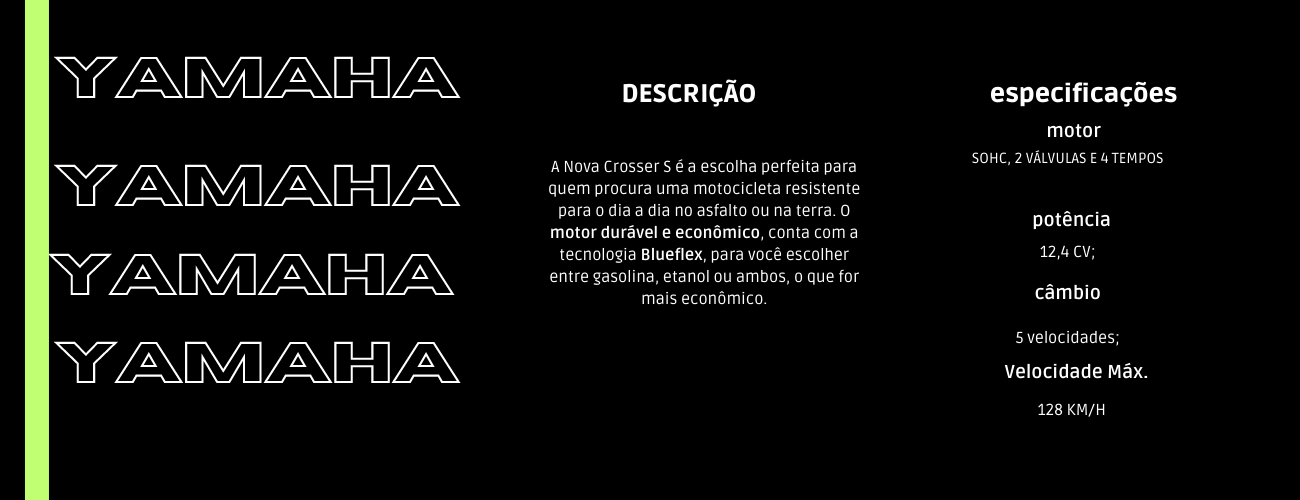 YAMAHA
YAMAHA
YAMAHA
YAMAHA
DESCRIÇÃO
A Nova Crosser S é a escolha perfeita para
quem procura uma motocicleta resistente
para o dia a dia no asfalto ou na terra. O
motor durável e econômico, conta com a
tecnologia Blueflex, para você escolher
entre gasolina, etanol ou ambos, o que for
mais econômico.
especificações
motor
SOHC, 2 VÁLVULAS E 4 TEMPOS
potência
12,4 CV;
câmbio
5 velocidades;
Velocidade Máx.
128 KM/H